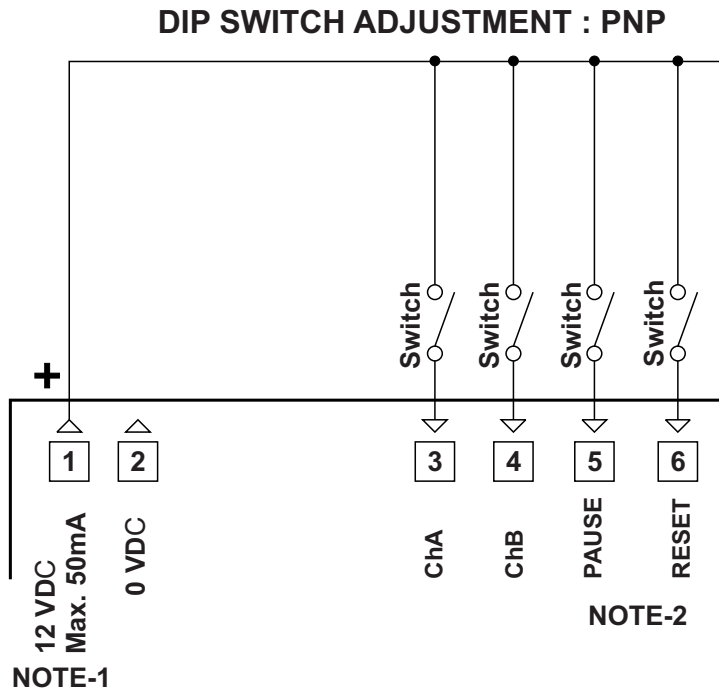 DIP SWITCH ADJUSTMENT : PNP
Switch
Switch
Switch
Switch
+
1
2
3
4
5
6
12 VDC
Max. 50mA
0 VDC
ChA
ChB
PAUSE
RESET
NOTE-2
NOTE-1